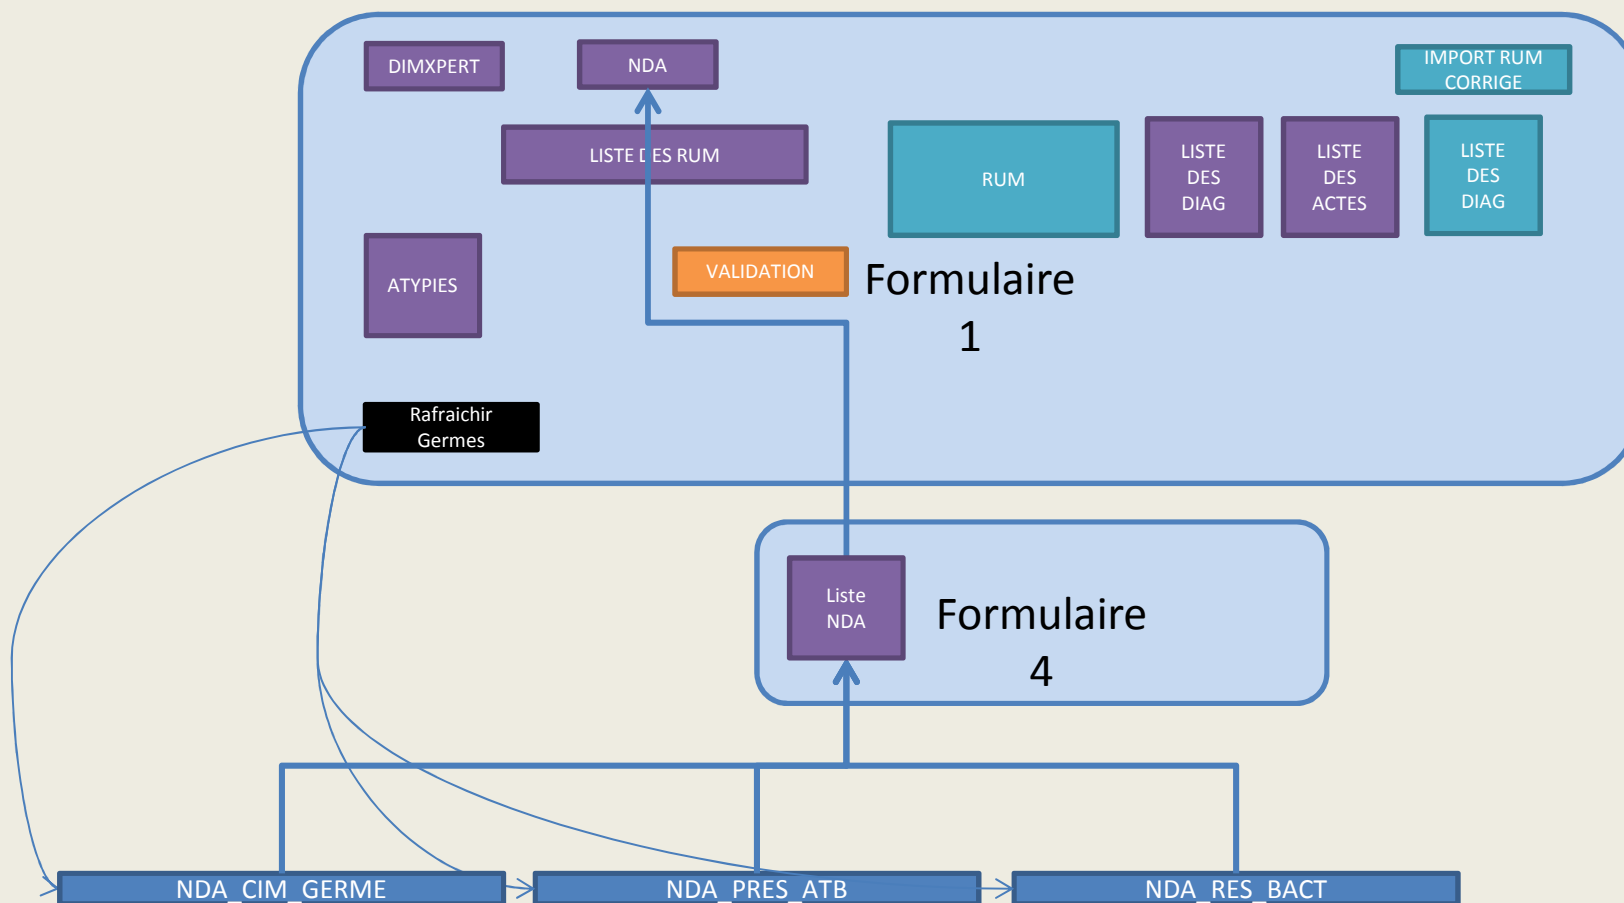 DIMXPERT
NDA
IMPORT RUM
CORRIGE
LISTE DES RUM
RUM
LISTE
DES
DIAG
LISTE
DES
ACTES
LISTE
DES
DIAG
ATYPIES
VALIDATION
Formulaire
1
Rafraichir
Germes
Liste
NDA
Formulaire
4
NDA_CIM_GERME
NDA_PRES_ATB
NDA_RES_BACT